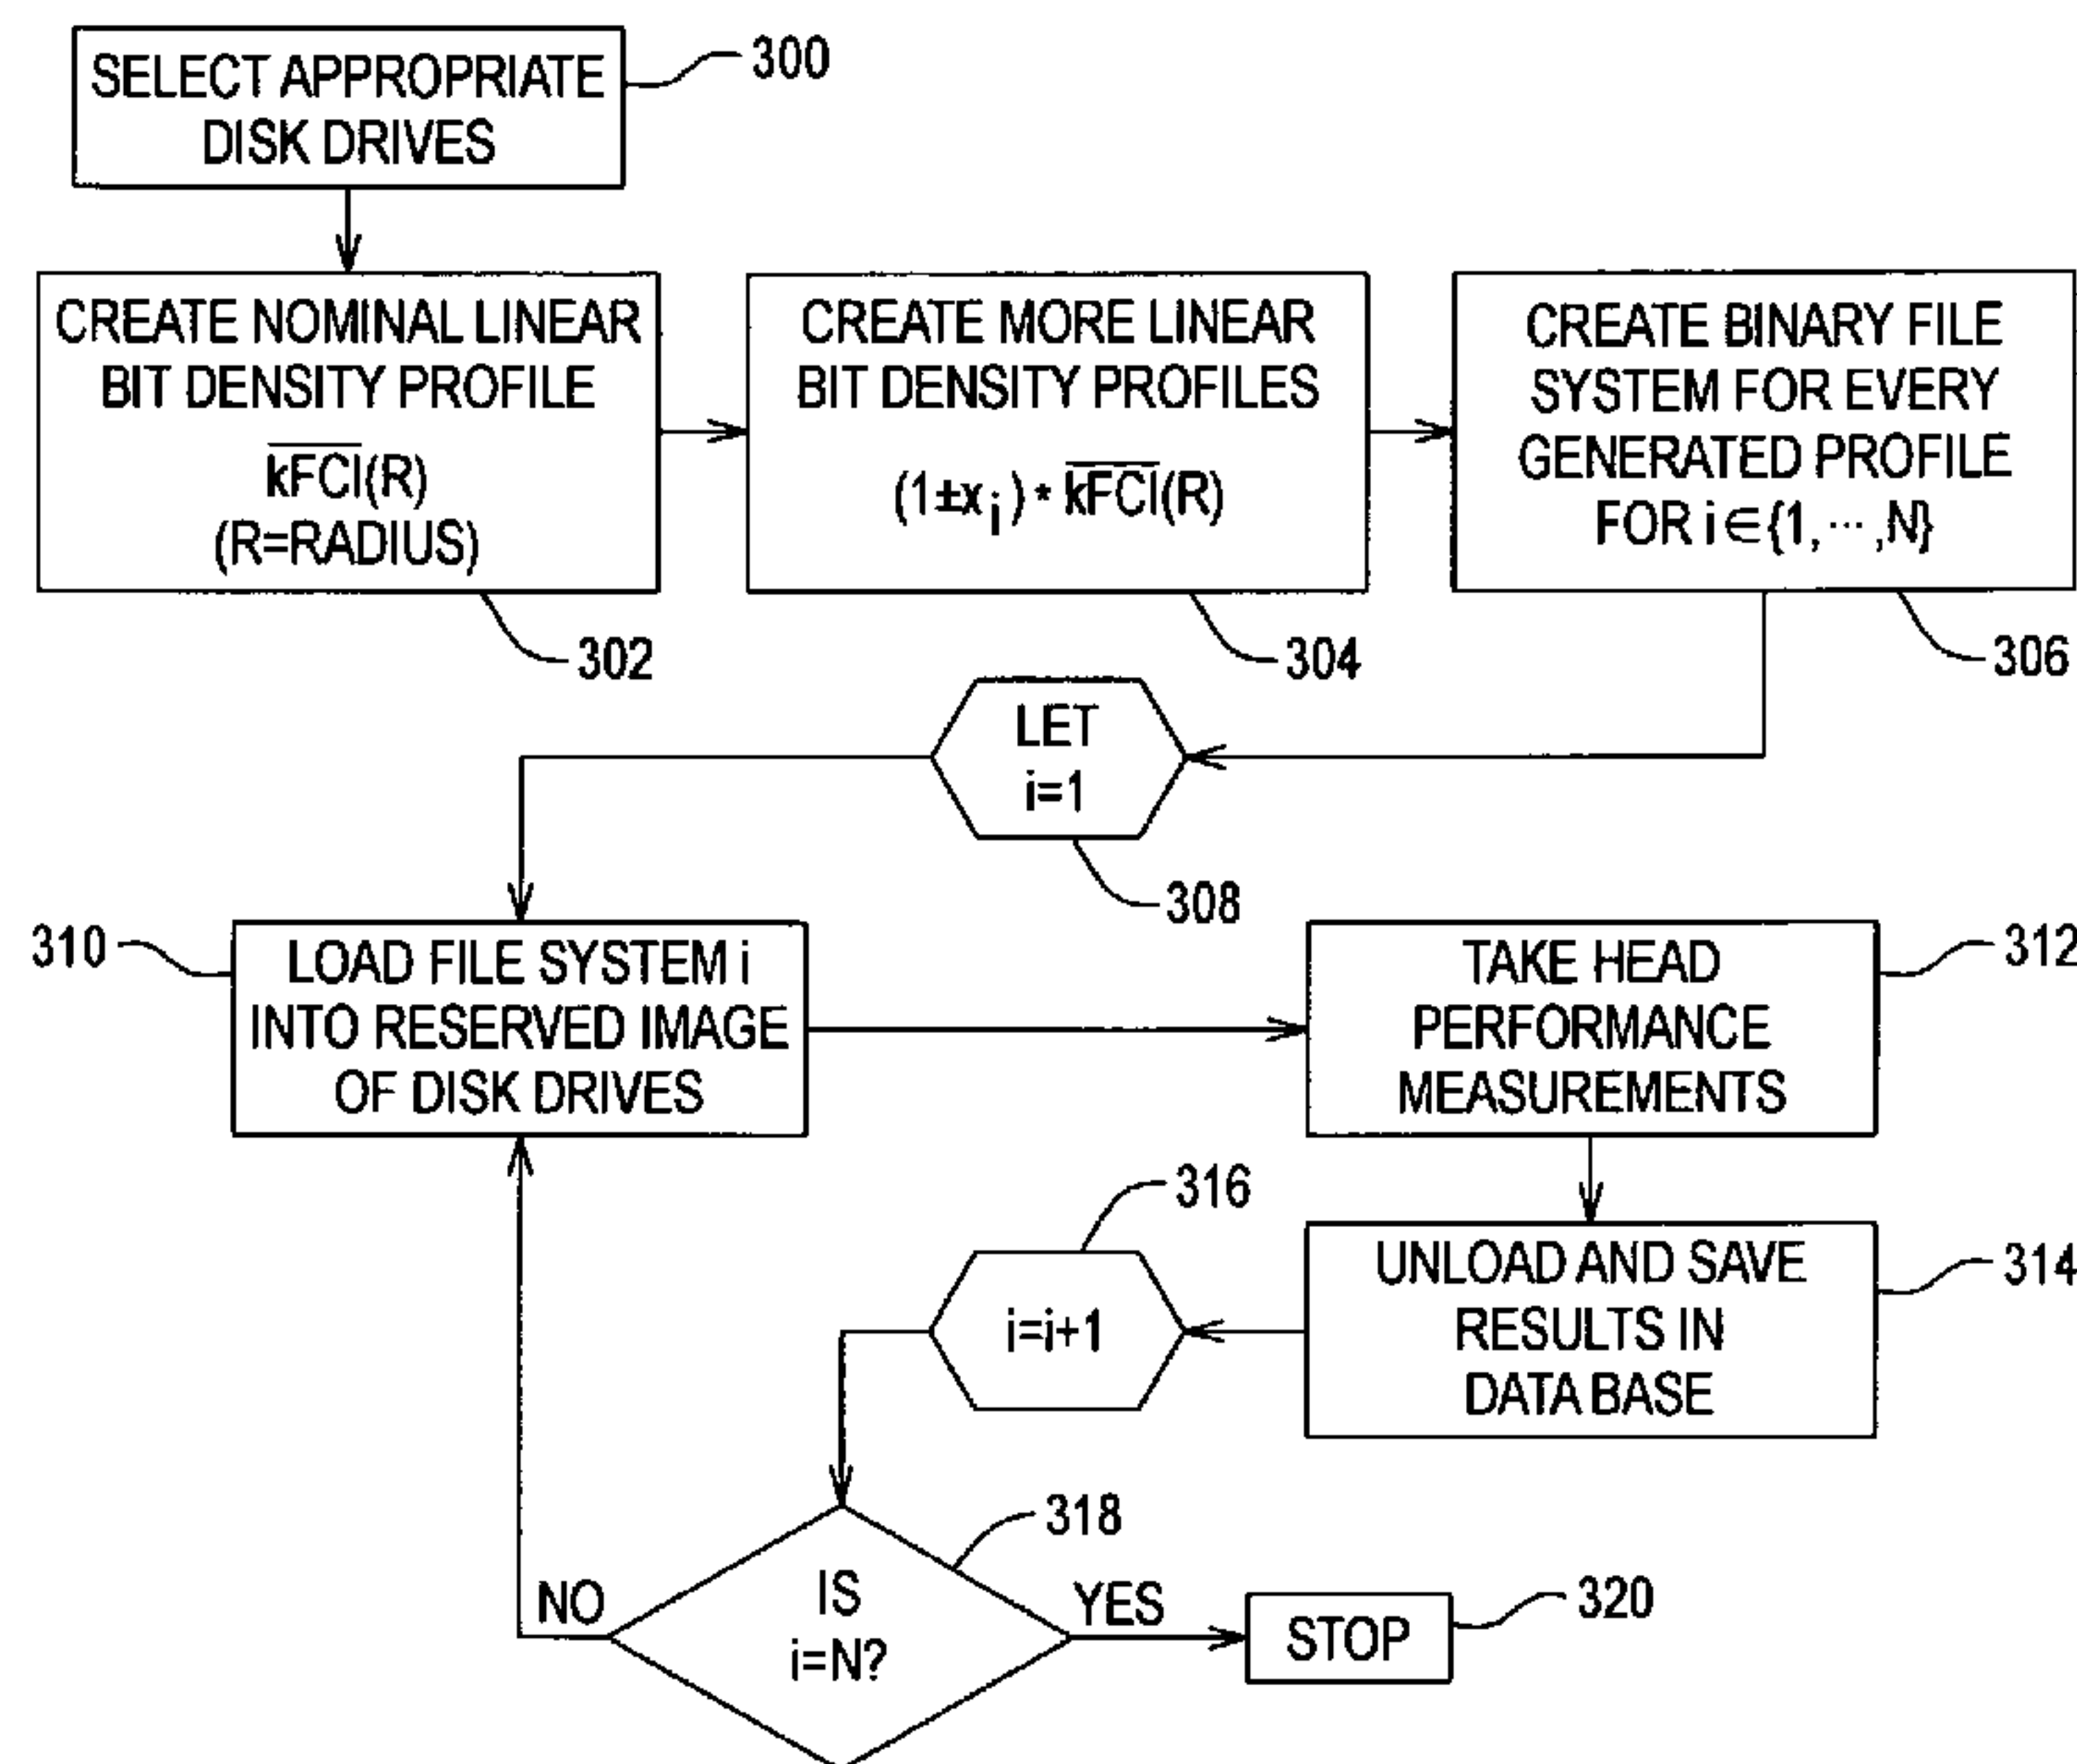 SELECT APPROPRIATE
DISK DRIVES
300
CREATE NOMINAL LINEAR
BIT DENSITY PROFILE
k̅F̅C̅I̅(R)
(R=RADIUS)
302
CREATE MORE LINEAR
BIT DENSITY PROFILES
(1±xᵢ) * k̅F̅C̅I̅(R)
304
CREATE BINARY FILE
SYSTEM FOR EVERY
GENERATED PROFILE
FOR i∈{1,⋯,N}
306
LET
i=1
308
310
LOAD FILE SYSTEM i
INTO RESERVED IMAGE
OF DISK DRIVES
TAKE HEAD
PERFORMANCE
MEASUREMENTS
312
UNLOAD AND SAVE
RESULTS IN
DATA BASE
314
316
i=i+1
318
IS
i=N?
NO
YES
STOP
320